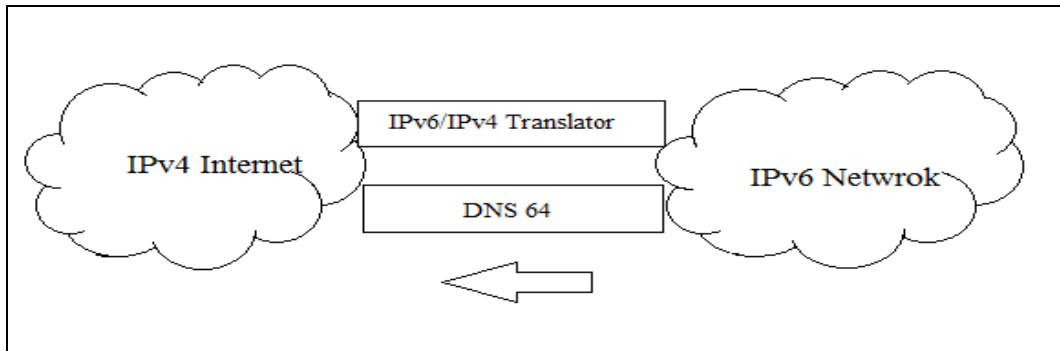 IPv6/IPv4 Translator
IPv4 Internet
IPv6 Netwrok
DNS 64